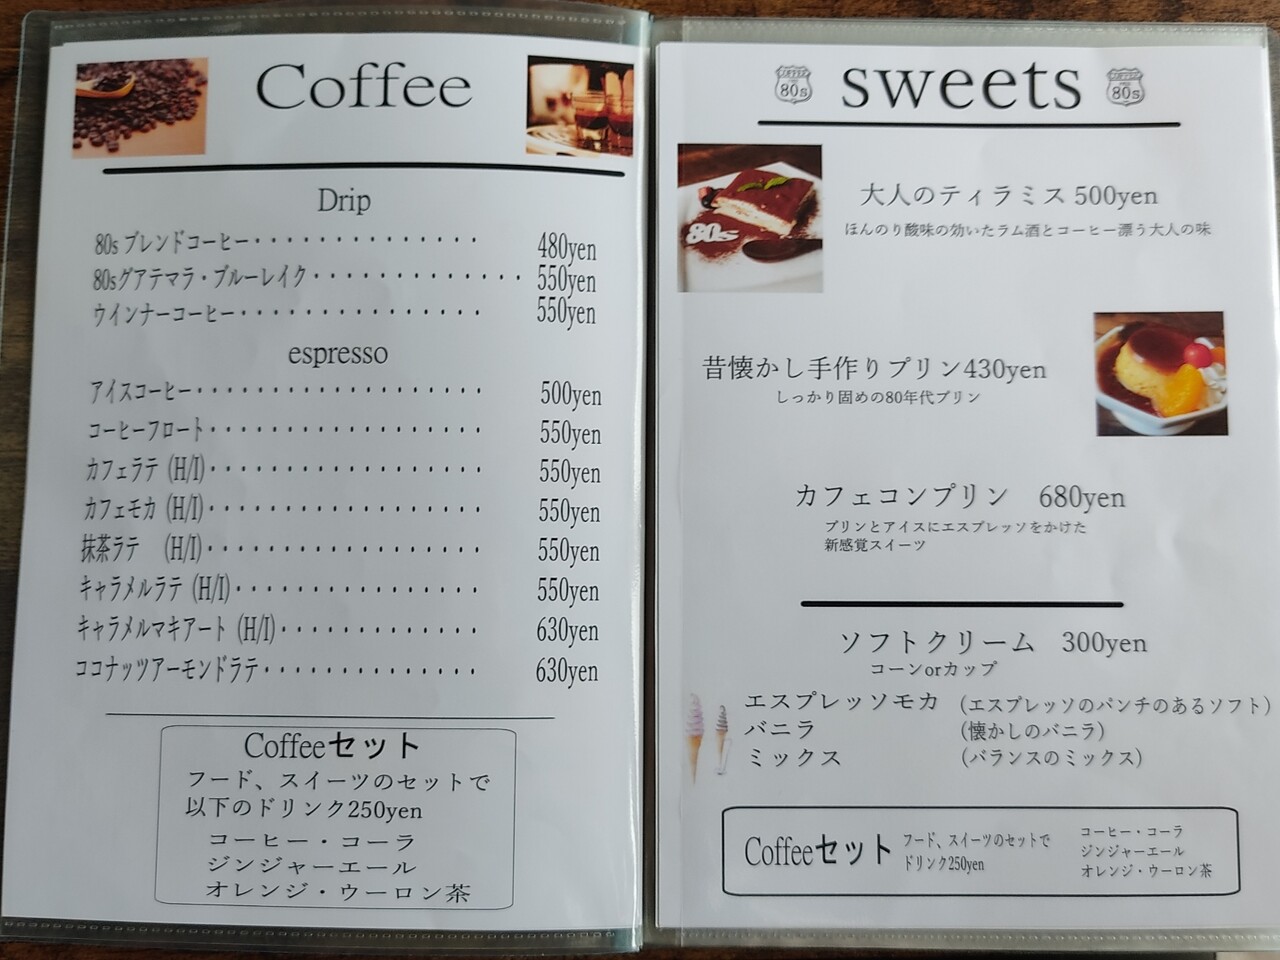 Coffee
Drip
80s ブレンドコーヒー・・・・・・・・・・・・・・ 480yen
80sグアテマラ・ブルーレイク・・・・・・・・・・・・・ 550yen
ウインナーコーヒー・・・・・・・・・・・・・・・ 550yen
espresso
アイスコーヒー・・・・・・・・・・・・・・・・・・ 500yen
コーヒーフロート・・・・・・・・・・・・・・・・・ 550yen
カフェラテ (H/I)・・・・・・・・・・・・・・・・・ 550yen
カフェモカ (H/I)・・・・・・・・・・・・・・・・・ 550yen
抹茶ラテ (H/I)・・・・・・・・・・・・・・・・・ 550yen
キャラメルラテ (H/I)・・・・・・・・・・・・・・・ 550yen
キャラメルマキアート (H/I)・・・・・・・・・・・・ 630yen
ココナッツアーモンドラテ・・・・・・・・・・・・・ 630yen
Coffeeセット
フード、スイーツのセットで
以下のドリンク250yen
コーヒー・コーラ
ジンジャーエール
オレンジ・ウーロン茶
COFFEE 80s sweets COFFEE 80s
80s
大人のティラミス 500yen
ほんのり酸味の効いたラム酒とコーヒー漂う大人の味
昔懐かし手作りプリン430yen
しっかり固めの80年代プリン
カフェコンプリン 680yen
プリンとアイスにエスプレッソをかけた
新感覚スイーツ
ソフトクリーム 300yen
コーンorカップ
エスプレッソモカ (エスプレッソのパンチのあるソフト)
バニラ (懐かしのバニラ)
ミックス (バランスのミックス)
Coffeeセット
フード、スイーツのセットで
ドリンク250yen
コーヒー・コーラ
ジンジャーエール
オレンジ・ウーロン茶